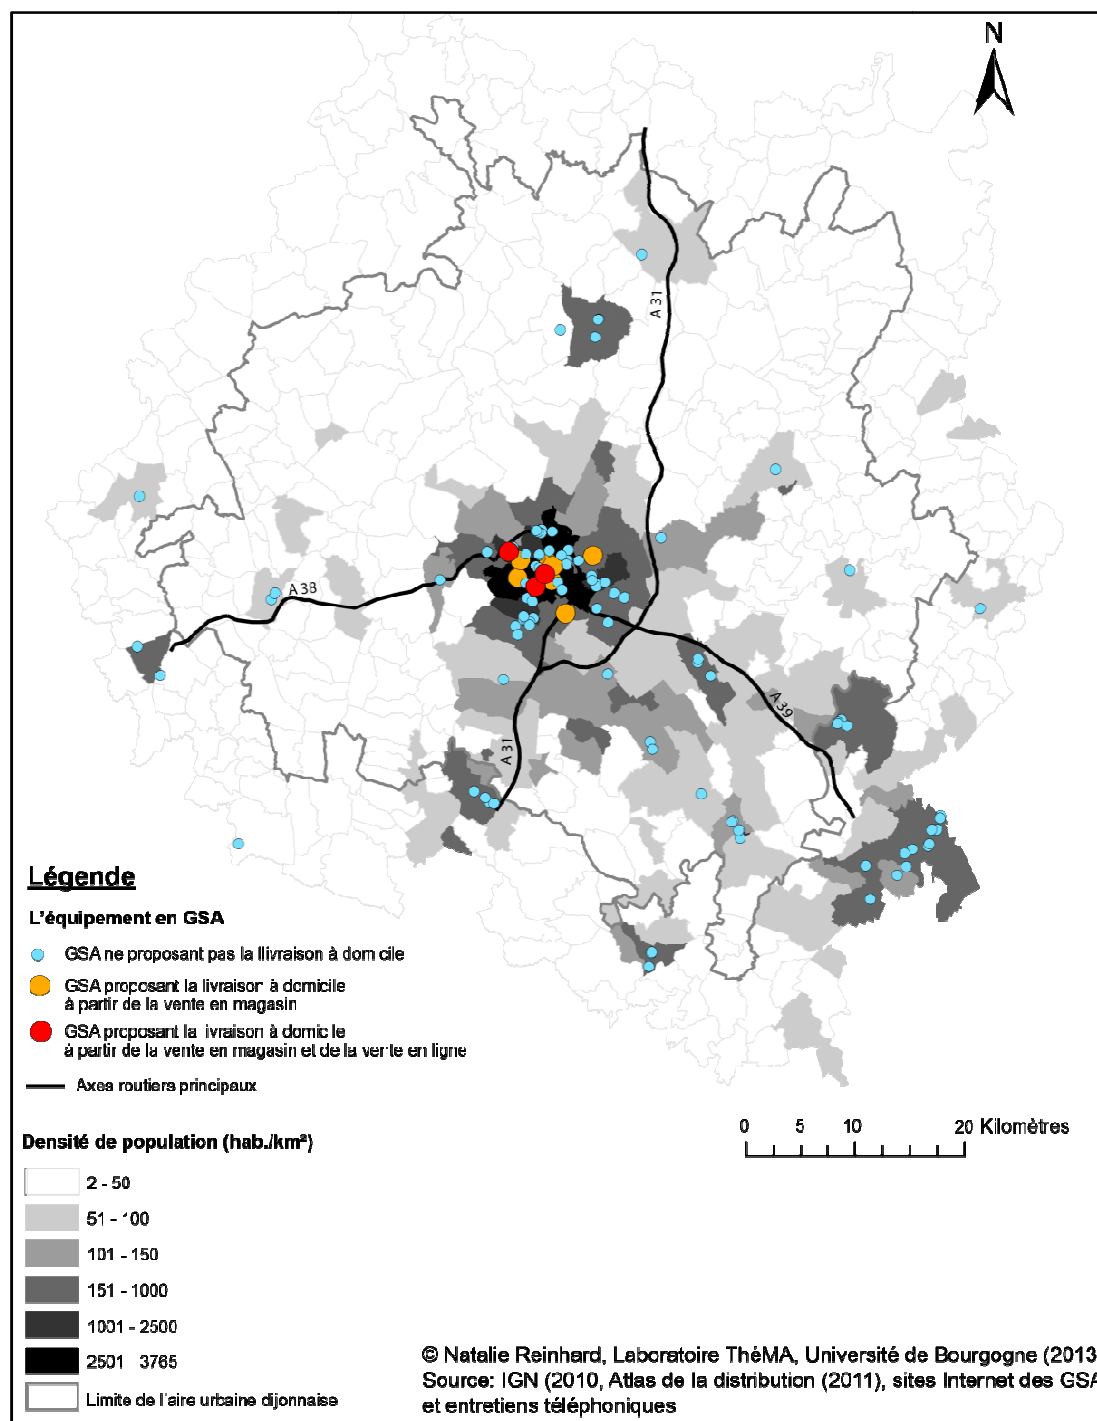 N
A 31
A 38
A 39
A 31
Légende
L'équipement en GSA
GSA ne proposant pas la llivraison à domicile
GSA proposant la livraison à domicile
à partir de la vente en magasin
GSA proposant la ivraison à domicile
à partir de la vente en magasin et de la vente en ligne
Axes routiers principaux
0 5 10 20 Kilomètres
Densité de population (hab./km²)
2 - 50
51 - 100
101 - 150
151 - 1000
1001 - 2500
2501 3765
Limite de l'aire urbaine dijonnaise
© Natalie Reinhard, Laboratoire ThéMA, Université de Bourgogne (2013
Source: IGN (2010, Atlas de la distribution (2011), sites Internet des GSA
et entretiens téléphoniques